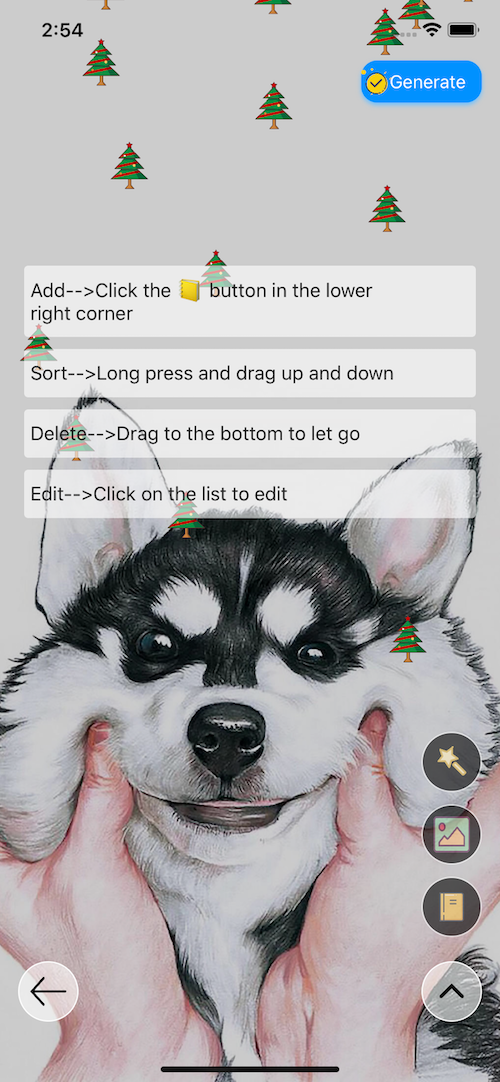 2:54
Generate
Add-->Click the button in the lower
right corner
Sort-->Long press and drag up and down
Delete-->Drag to the bottom to let go
Edit-->Click on the list to edit